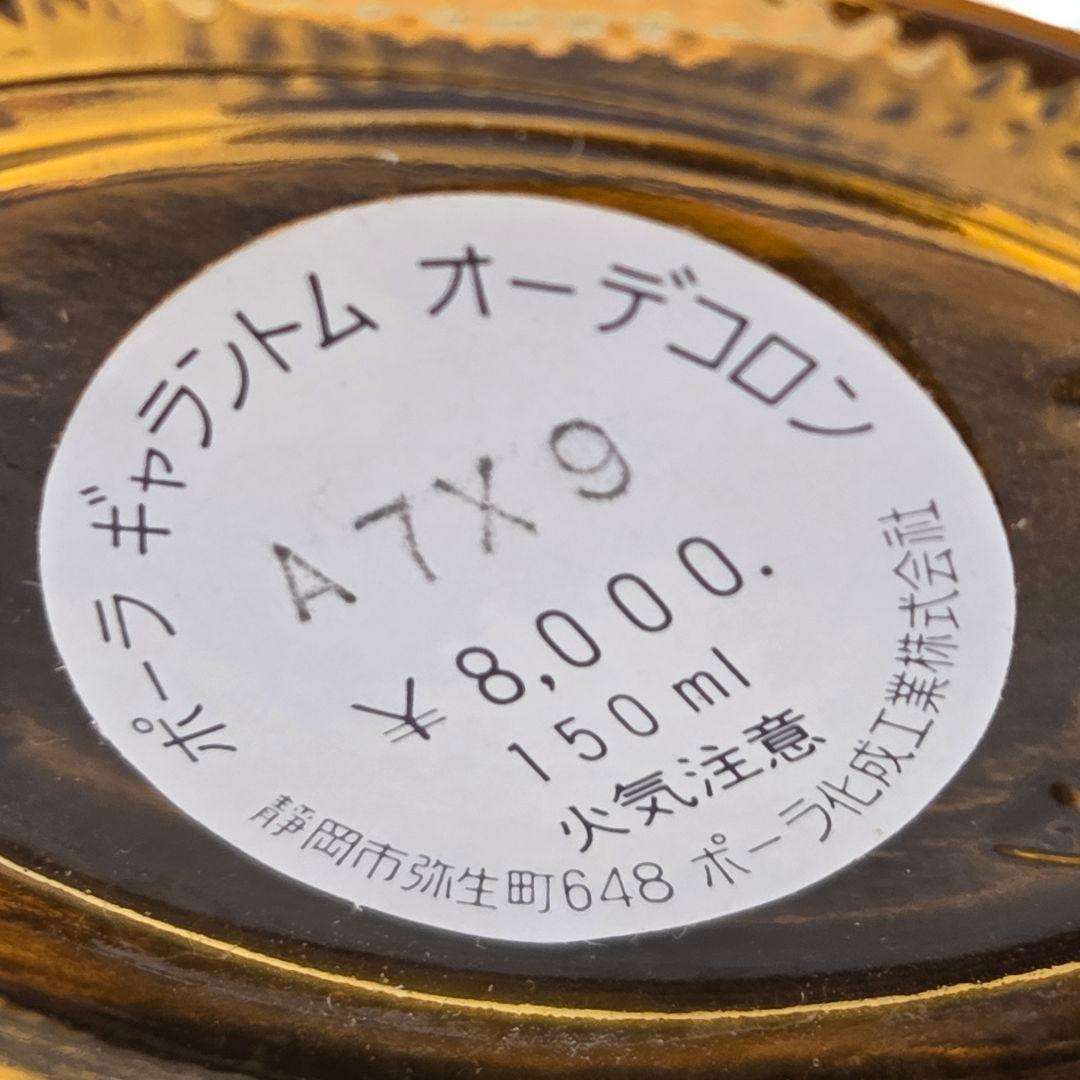 ポーラ ギャラントム オーデコロン
A7X9
¥8,000.
150ml
火気注意
静岡市弥生町648 ポーラ化成工業株式会社